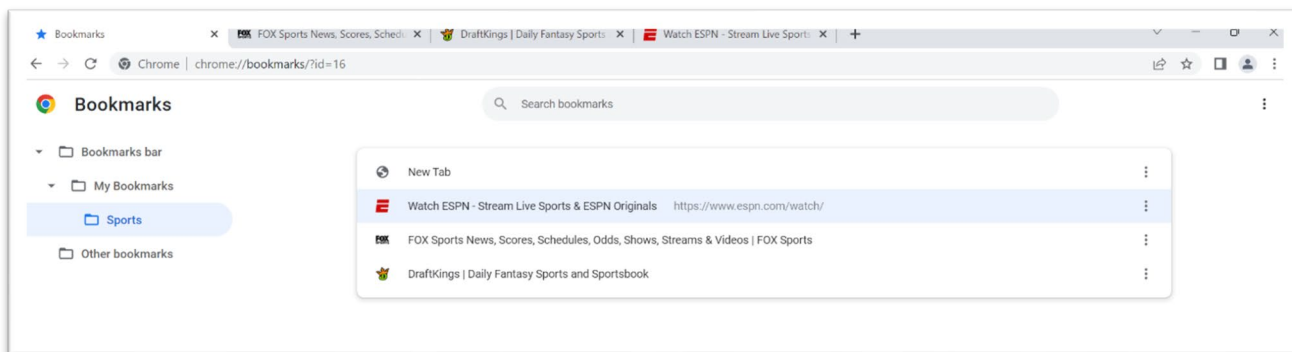 Bookmarks
FOX FOX Sports News, Scores, Sched
DraftKings | Daily Fantasy Sports
Watch ESPN - Stream Live Sports
Chrome | chrome://bookmarks/?id=16
Bookmarks
Search bookmarks
Bookmarks bar
My Bookmarks
Sports
Other bookmarks
New Tab
Watch ESPN - Stream Live Sports & ESPN Originals https://www.espn.com/watch/
FOX FOX Sports News, Scores, Schedules, Odds, Shows, Streams & Videos | FOX Sports
DraftKings | Daily Fantasy Sports and Sportsbook